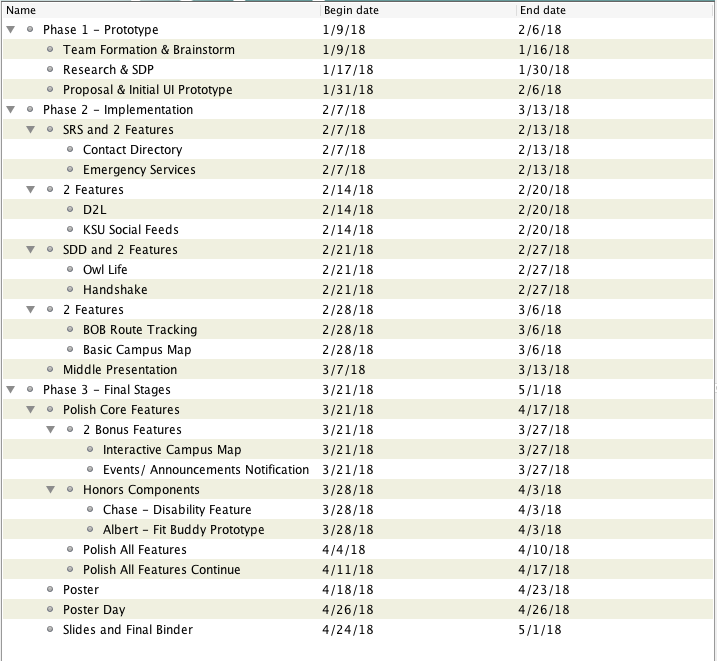 Name Begin date End date
Phase 1 - Prototype 1/9/18 2/6/18
Team Formation & Brainstorm 1/9/18 1/16/18
Research & SDP 1/17/18 1/30/18
Proposal & Initial UI Prototype 1/31/18 2/6/18
Phase 2 - Implementation 2/7/18 3/13/18
SRS and 2 Features 2/7/18 2/13/18
Contact Directory 2/7/18 2/13/18
Emergency Services 2/7/18 2/13/18
2 Features 2/14/18 2/20/18
D2L 2/14/18 2/20/18
KSU Social Feeds 2/14/18 2/20/18
SDD and 2 Features 2/21/18 2/27/18
Owl Life 2/21/18 2/27/18
Handshake 2/21/18 2/27/18
2 Features 2/28/18 3/6/18
BOB Route Tracking 2/28/18 3/6/18
Basic Campus Map 2/28/18 3/6/18
Middle Presentation 3/7/18 3/13/18
Phase 3 - Final Stages 3/21/18 5/1/18
Polish Core Features 3/21/18 4/17/18
2 Bonus Features 3/21/18 3/27/18
Interactive Campus Map 3/21/18 3/27/18
Events/ Announcements Notification 3/21/18 3/27/18
Honors Components 3/28/18 4/3/18
Chase - Disability Feature 3/28/18 4/3/18
Albert - Fit Buddy Prototype 3/28/18 4/3/18
Polish All Features 4/4/18 4/10/18
Polish All Features Continue 4/11/18 4/17/18
Poster 4/18/18 4/23/18
Poster Day 4/26/18 4/26/18
Slides and Final Binder 4/24/18 5/1/18